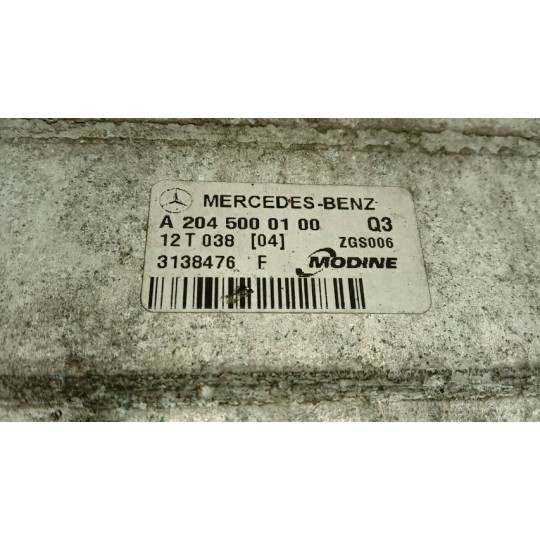 MERCEDES-BENZ
A 204 500 01 00 Q3
12 T 038 [04] ZGS006
3138476 F MODINE